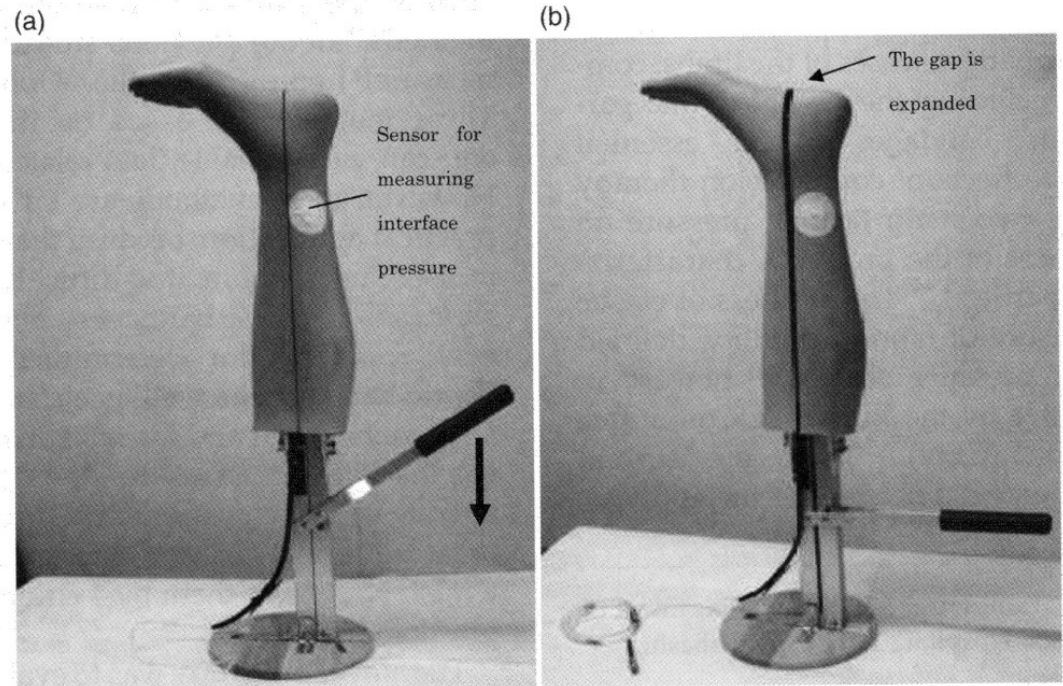 (a)
Sensor for
measuring
interface
pressure
(b)
The gap is
expanded